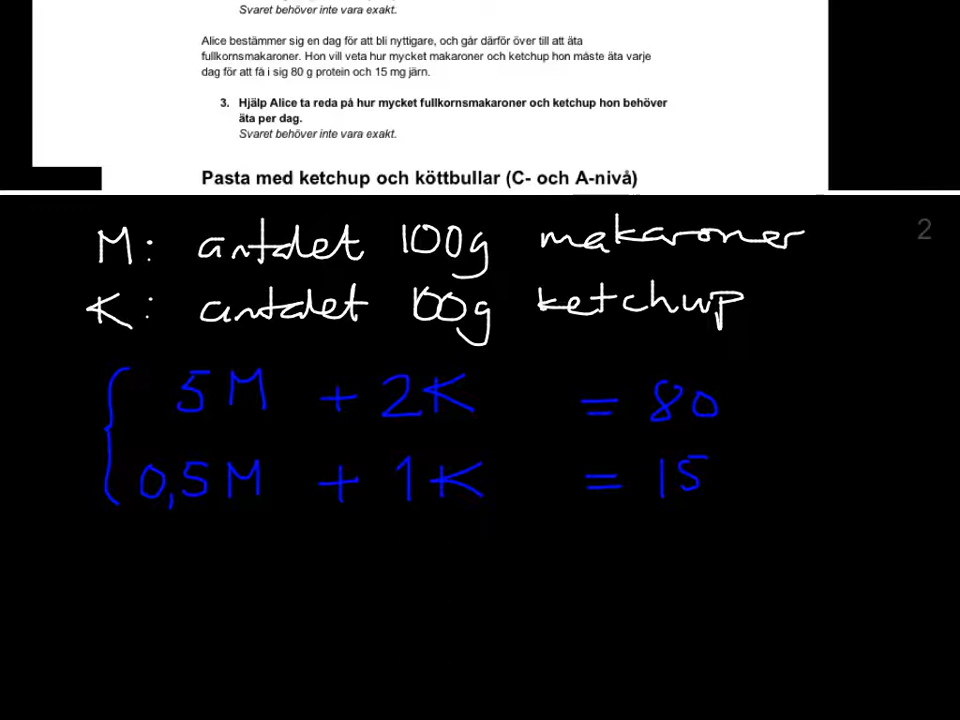 Svaret behöver inte vara exakt.
Alice bestämmer sig en dag för att bli nyttigare, och går därför över till att äta
fullkornsmakaroner. Hon vill veta hur mycket makaroner och ketchup hon måste äta varje
dag för att få i sig 80 g protein och 15 mg järn.
3. Hjälp Alice ta reda på hur mycket fullkornsmakaroner och ketchup hon behöver
äta per dag.
Svaret behöver inte vara exakt.
Pasta med ketchup och köttbullar (C- och A-nivå)
2
M: antalet 100g makaroner
K: antalet 100g ketchup
5M + 2K = 80
0,5M + 1K = 15